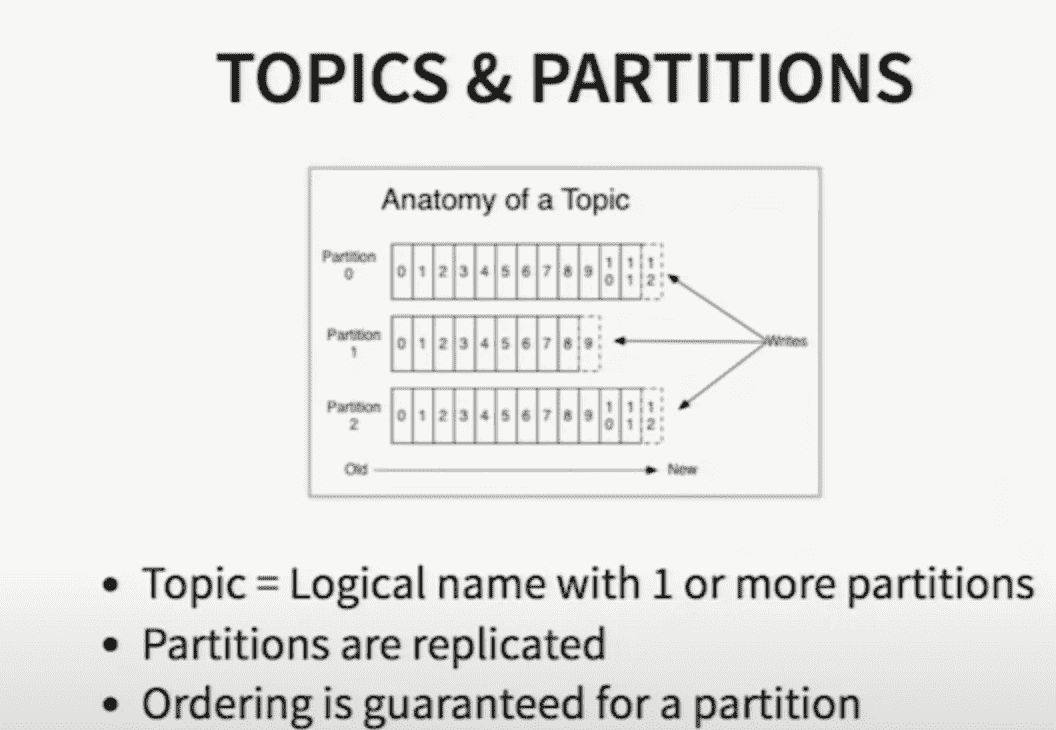 TOPICS & PARTITIONS
Anatomy of a Topic
Partition
0
0 1 2 3 4 5 6 7 8 9 10 11 12
Partition
1
0 1 2 3 4 5 6 7 8 9
Writes
Partition
2
0 1 2 3 4 5 6 7 8 9 10 11 12
Old
New
• Topic = Logical name with 1 or more partitions
• Partitions are replicated
• Ordering is guaranteed for a partition